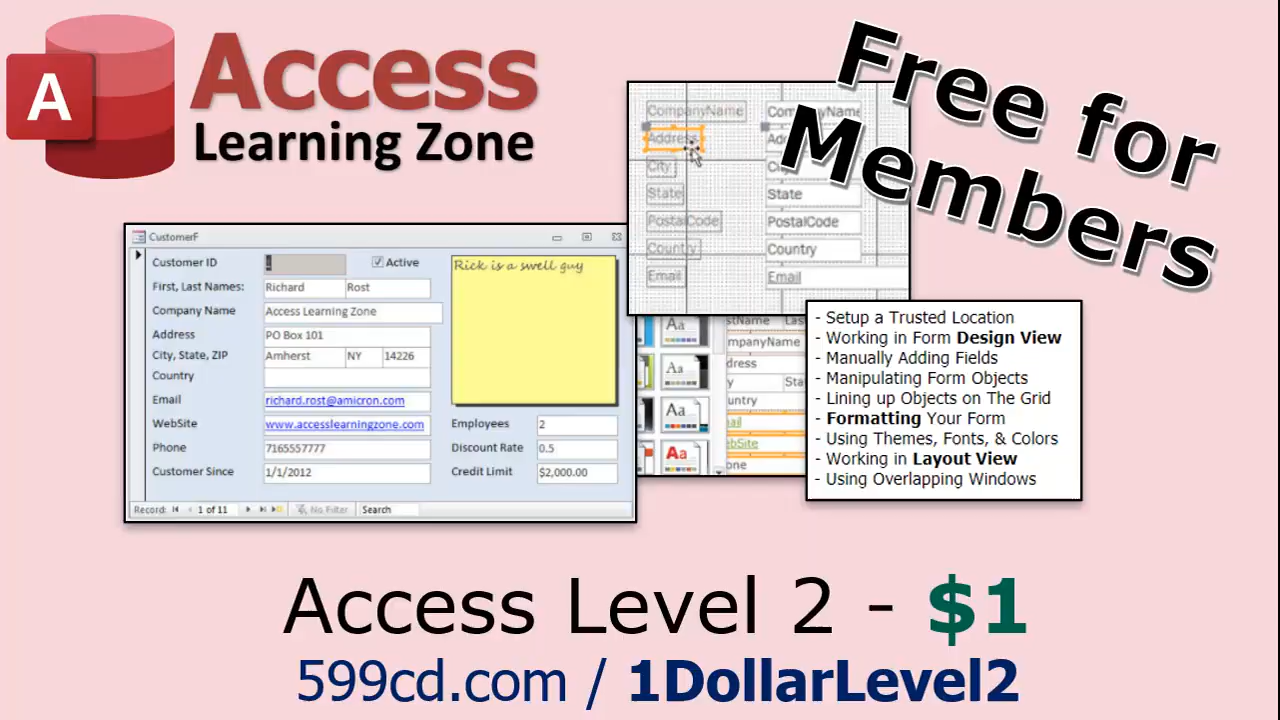 A
Access
Learning Zone
Free for
Members
CompanyName CompanyName
Address
City
State State
PostalCode PostalCode
Country Country
Email Email
CustomerF
Customer ID
Active
First, Last Names: Richard Rost
Company Name Access Learning Zone
Address PO Box 101
City, State, ZIP Amherst NY 14226
Country
Email richard.rost@amicron.com
WebSite www.accesslearningzone.com
Phone 7165557777
Customer Since 1/1/2012
Rick is a swell guy
Employees 2
Discount Rate 0.5
Credit Limit $2,000.00
Record: 1 of 11 No Filter Search
Aa
Aa
Aa
Aa
- Setup a Trusted Location
- Working in Form Design View
- Manually Adding Fields
- Manipulating Form Objects
- Lining up Objects on The Grid
- Formatting Your Form
- Using Themes, Fonts, & Colors
- Working in Layout View
- Using Overlapping Windows
Access Level 2 - $1
599cd.com / 1DollarLevel2